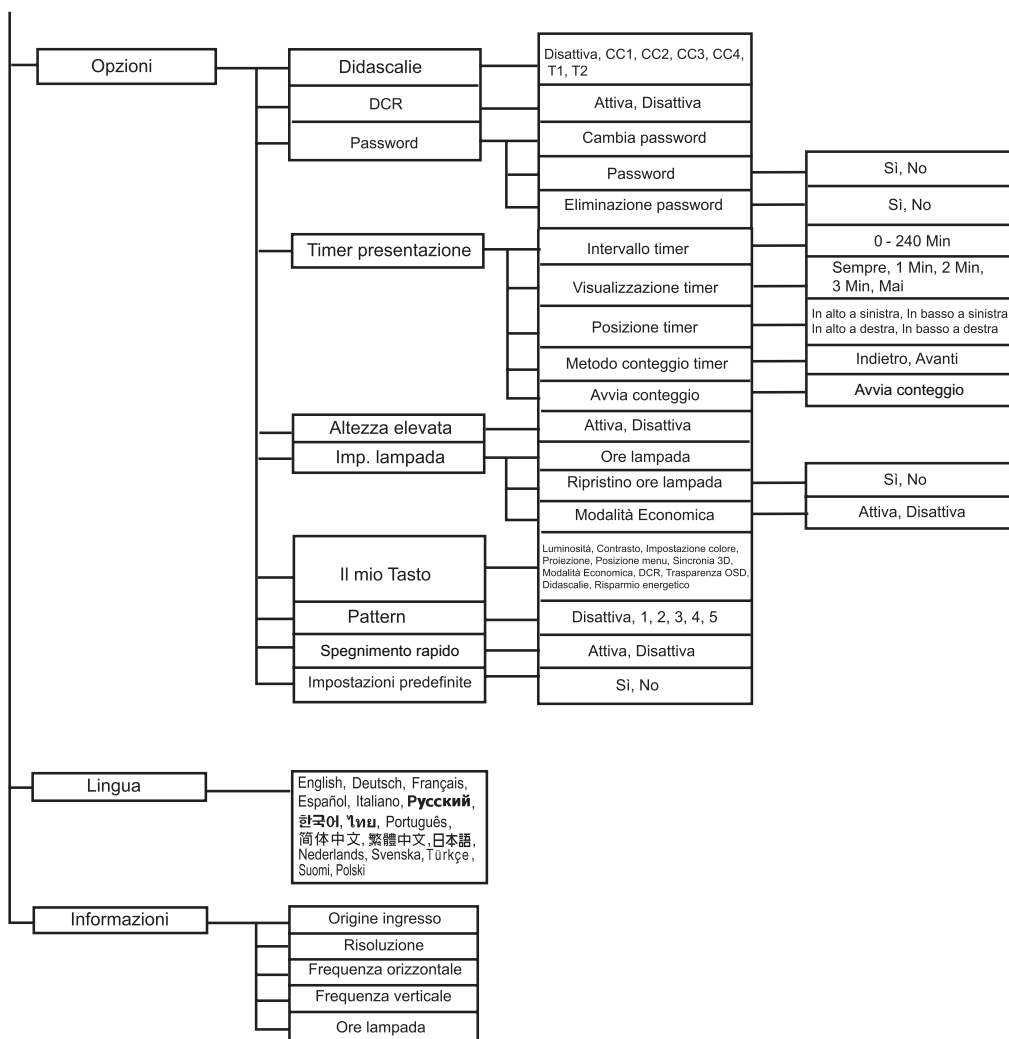 Opzioni
Didascalie
Disattiva, CC1, CC2, CC3, CC4,
T1, T2
DCR
Attiva, Disattiva
Password
Cambia password
Password
Sì, No
Eliminazione password
Sì, No
Timer presentazione
Intervallo timer
0 - 240 Min
Visualizzazione timer
Sempre, 1 Min, 2 Min,
3 Min, Mai
Posizione timer
In alto a sinistra, In basso a sinistra
In alto a destra, In basso a destra
Metodo conteggio timer
Indietro, Avanti
Avvia conteggio
Avvia conteggio
Altezza elevata
Attiva, Disattiva
Imp. lampada
Ore lampada
Ripristino ore lampada
Sì, No
Modalità Economica
Attiva, Disattiva
Il mio Tasto
Luminosità, Contrasto, Impostazione colore,
Proiezione, Posizione menu, Sincronia 3D,
Modalità Economica, DCR, Trasparenza OSD,
Didascalie, Risparmio energetico
Pattern
Disattiva, 1, 2, 3, 4, 5
Spegnimento rapido
Attiva, Disattiva
Impostazioni predefinite
Sì, No
Lingua
English, Deutsch, Français,
Español, Italiano, Русский,
한국어, ไทย, Português,
简体中文, 繁體中文, 日本語,
Nederlands, Svenska, Türkçe,
Suomi, Polski
Informazioni
Origine ingresso
Risoluzione
Frequenza orizzontale
Frequenza verticale
Ore lampada